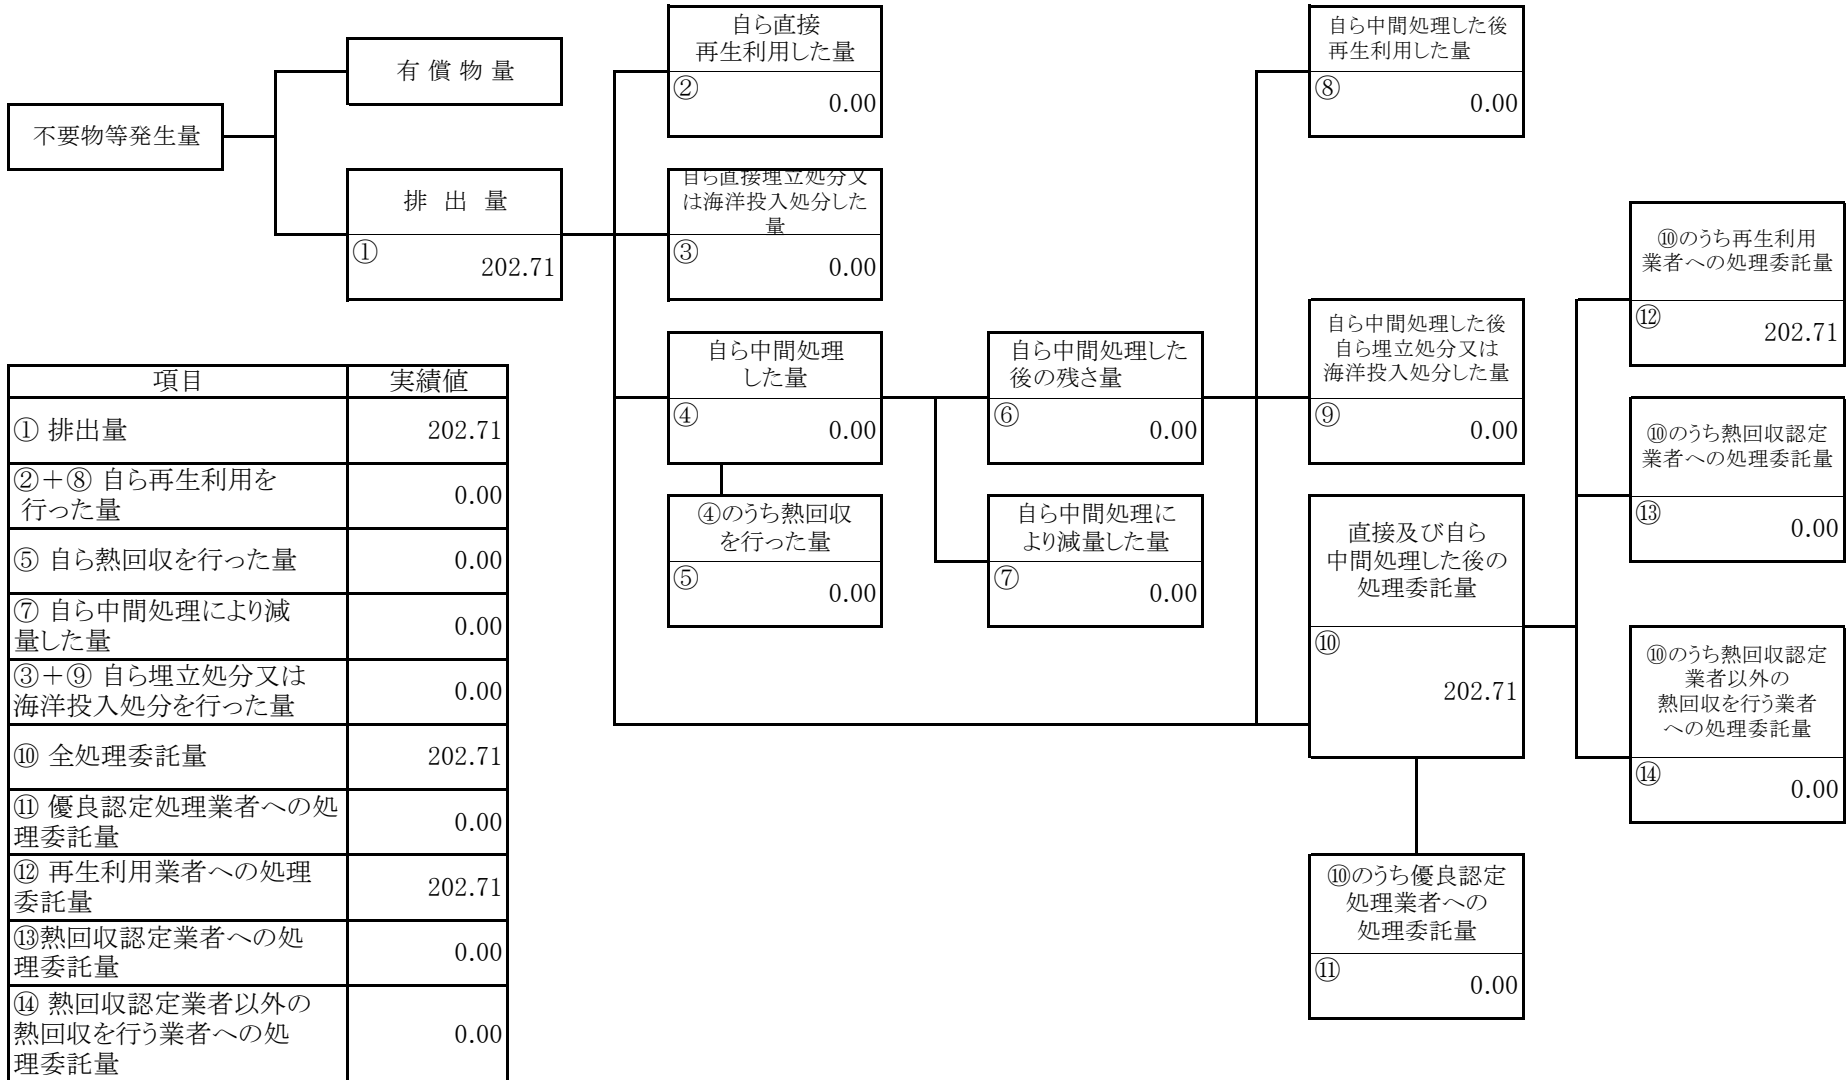 不要物等発生量
有 償 物 量
排 出 量
①
202.71
自ら直接
再生利用した量
②
0.00
自ら直接埋立処分又
は海洋投入処分した
量
③
0.00
自ら中間処理
した量
④
0.00
④のうち熱回収
を行った量
⑤
0.00
自ら中間処理した
後の残さ量
⑥
0.00
自ら中間処理に
より減量した量
⑦
0.00
自ら中間処理した後
再生利用した量
⑧
0.00
自ら中間処理した後
自ら埋立処分又は
海洋投入処分した量
⑨
0.00
直接及び自ら
中間処理した後の
処理委託量
⑩
202.71
⑩のうち優良認定
処理業者への
処理委託量
⑪
0.00
⑩のうち再生利用
業者への処理委託量
⑫
202.71
⑩のうち熱回収認定
業者への処理委託量
⑬
0.00
⑩のうち熱回収認定
業者以外の
熱回収を行う業者
への処理委託量
⑭
0.00
項目 実績値
① 排出量 202.71
②＋⑧ 自ら再生利用を
行った量 0.00
⑤ 自ら熱回収を行った量 0.00
⑦ 自ら中間処理により減
量した量 0.00
③＋⑨ 自ら埋立処分又は
海洋投入処分を行った量 0.00
⑩ 全処理委託量 202.71
⑪ 優良認定処理業者への処
理委託量 0.00
⑫ 再生利用業者への処理
委託量 202.71
⑬熱回収認定業者への処
理委託量 0.00
⑭ 熱回収認定業者以外の
熱回収を行う業者への処
理委託量 0.00